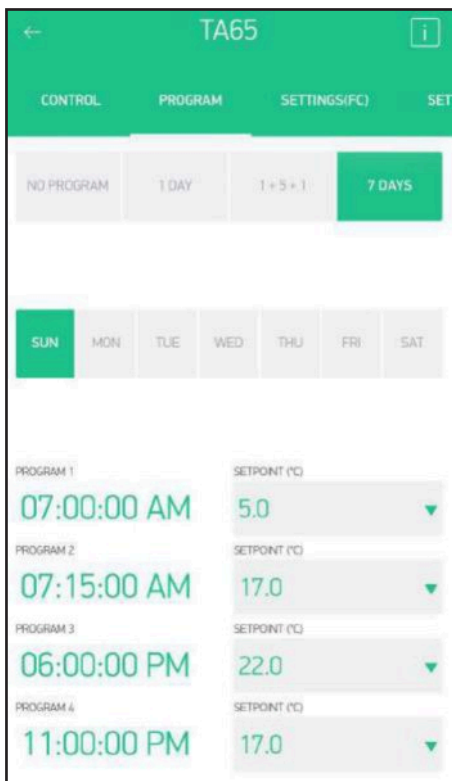 ← TA65 i
CONTROL PROGRAM SETTINGS(FC) SET
NO PROGRAM 1 DAY 1 + 5 + 1 7 DAYS
SUN MON TUE WED THU FRI SAT
PROGRAM 1 SETPOINT (°C)
07:00:00 AM 5.0 ▼
PROGRAM 2 SETPOINT (°C)
07:15:00 AM 17.0 ▼
PROGRAM 3 SETPOINT (°C)
06:00:00 PM 22.0 ▼
PROGRAM 4 SETPOINT (°C)
11:00:00 PM 17.0 ▼